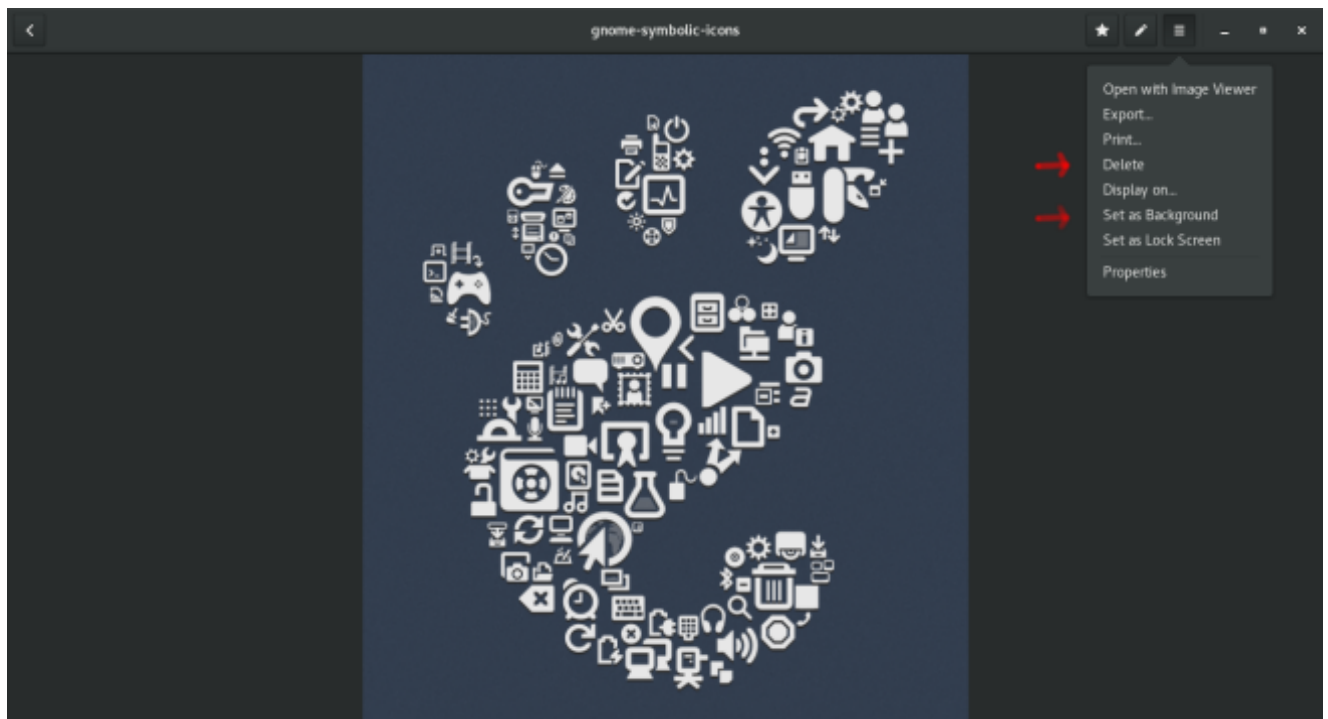 gnome-symbolic-icons
Open with Image Viewer
Export...
Print...
Delete
Display on...
Set as Background
Set as Lock Screen
Properties